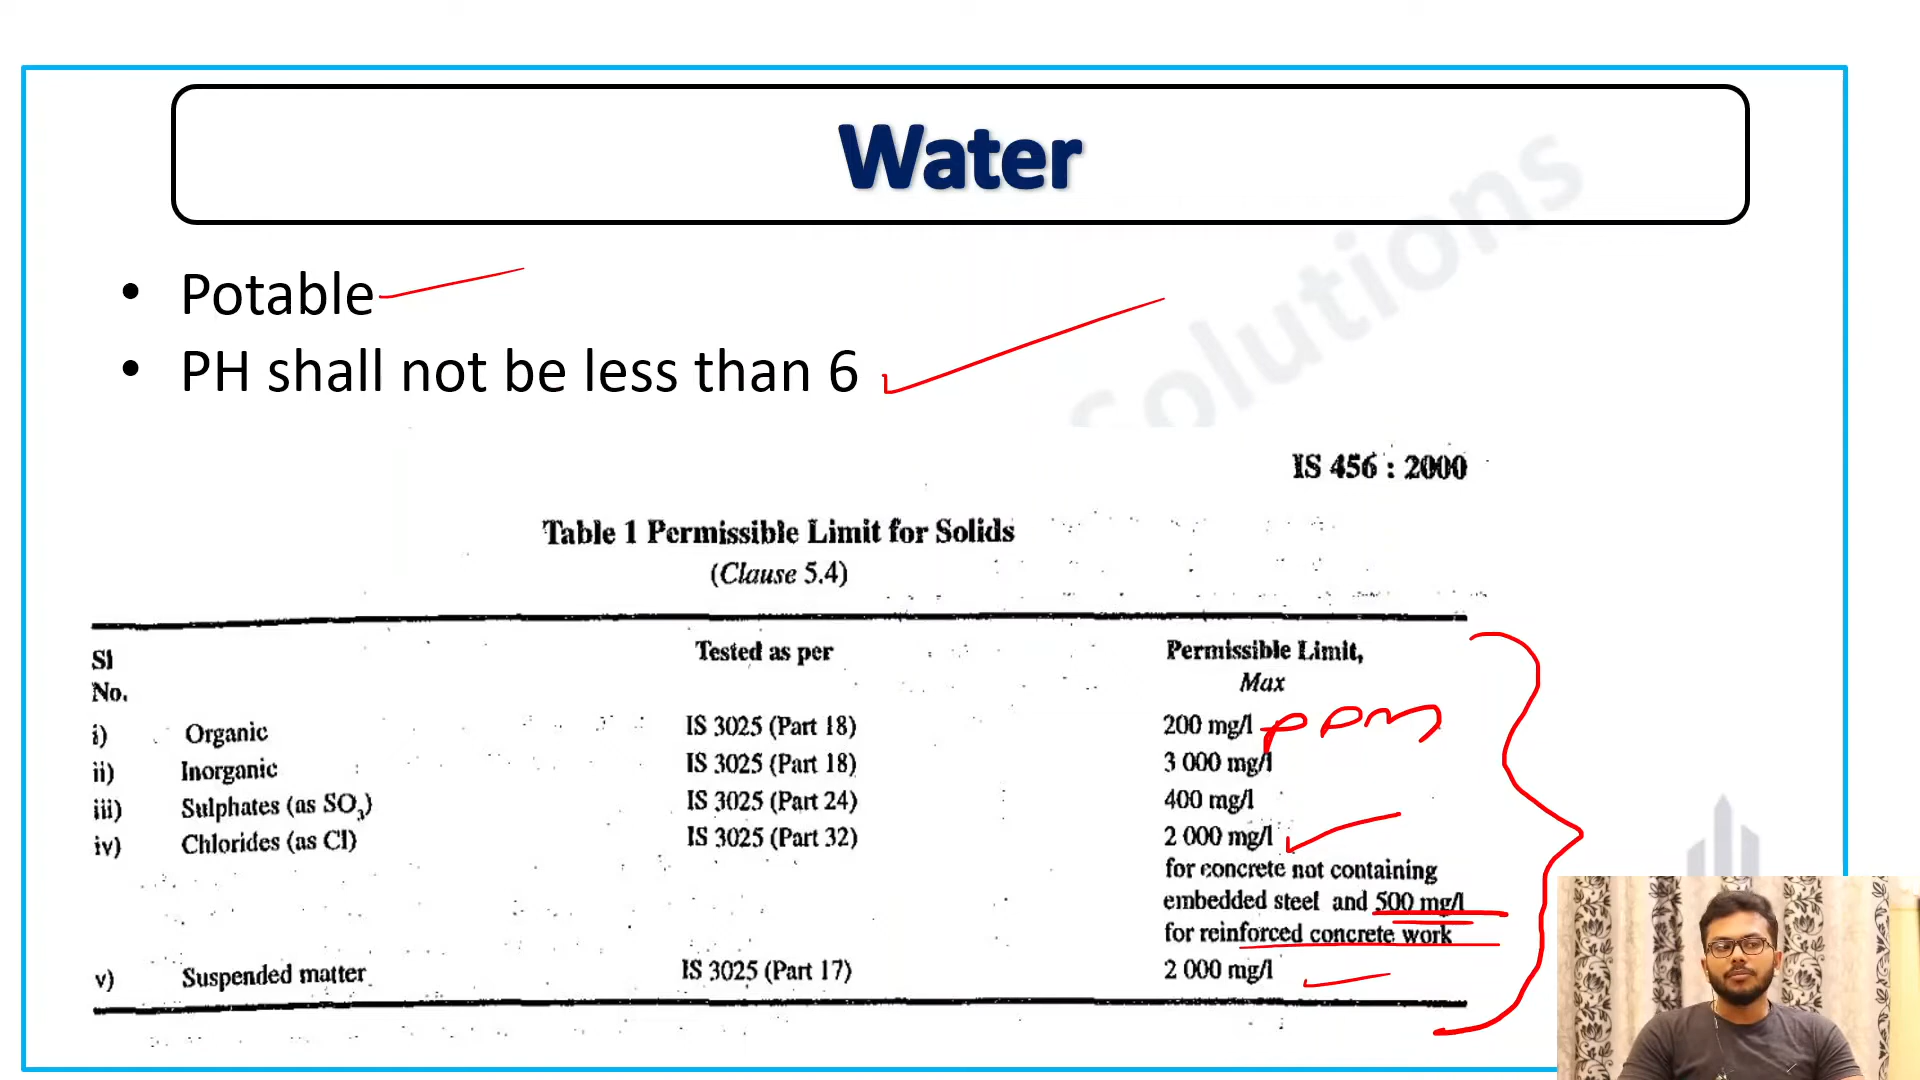 Water
Solutions
• Potable
• PH shall not be less than 6
IS 456 : 2000
Table 1 Permissible Limit for Solids
(Clause 5.4)
Sl No. Tested as per Permissible Limit, Max
i) Organic IS 3025 (Part 18) 200 mg/l ppm
ii) Inorganic IS 3025 (Part 18) 3 000 mg/l
iii) Sulphates (as SO3) IS 3025 (Part 24) 400 mg/l
iv) Chlorides (as Cl) IS 3025 (Part 32) 2 000 mg/l
for concrete not containing
embedded steel and 500 mg/l
for reinforced concrete work
v) Suspended matter IS 3025 (Part 17) 2 000 mg/l